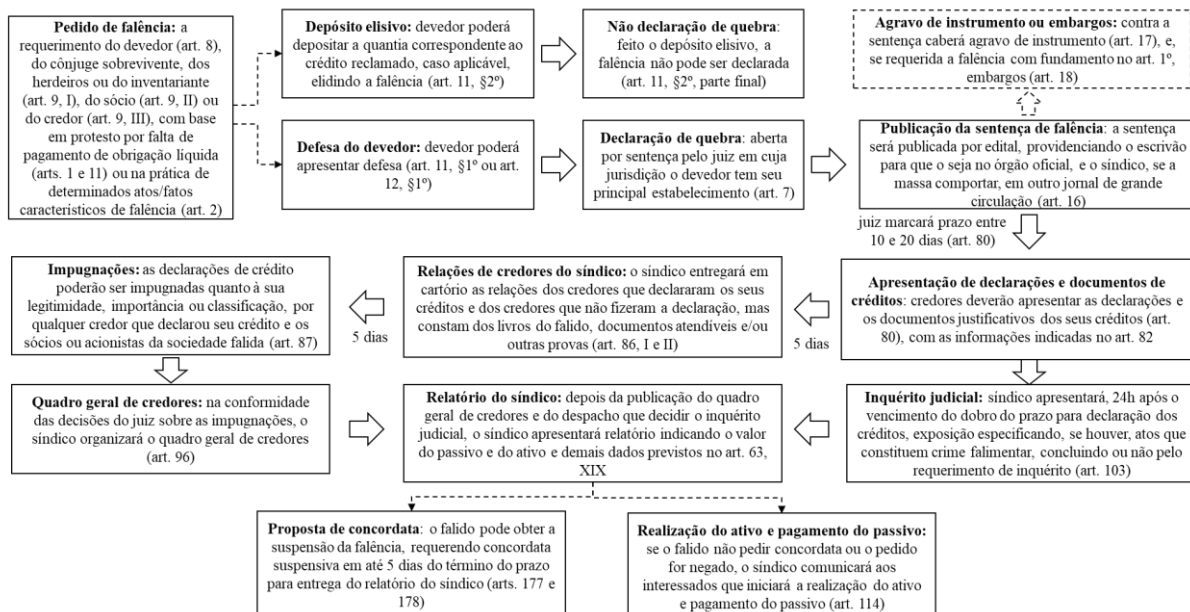 Pedido de falência: a
requerimento do devedor (art. 8),
do cônjuge sobrevivente, dos
herdeiros ou do inventariante
(art. 9, I), do sócio (art. 9, II) ou
do credor (art. 9, III), com base
em protesto por falta de
pagamento de obrigação líquida
(arts. 1 e 11) ou na prática de
determinados atos/fatos
característicos de falência (art. 2)
Depósito elisivo: devedor poderá
depositar a quantia correspondente ao
crédito reclamado, caso aplicável,
elidindo a falência (art. 11, §2º)
Não declaração de quebra:
feito o depósito elisivo, a
falência não pode ser declarada
(art. 11, §2º, parte final)
Agravo de instrumento ou embargos: contra a
sentença caberá agravo de instrumento (art. 17), e,
se requerida a falência com fundamento no art. 1º,
embargos (art. 18)
Defesa do devedor: devedor poderá
apresentar defesa (art. 11, §1º ou art.
12, §1º)
Declaração de quebra: aberta
por sentença pelo juiz em cuja
jurisdição o devedor tem seu
principal estabelecimento (art. 7)
Publicação da sentença de falência: a sentença
será publicada por edital, providenciando o escrivão
para que o seja no órgão oficial, e o síndico, se a
massa comportar, em outro jornal de grande
circulação (art. 16)
juiz marcará prazo entre
10 e 20 dias (art. 80)
Impugnações: as declarações de crédito
poderão ser impugnadas quanto à sua
legitimidade, importância ou classificação, por
qualquer credor que declarou seu crédito e os
sócios ou acionistas da sociedade falida (art. 87)
5 dias
Relações de credores do síndico: o síndico entregará em
cartório as relações dos credores que declararam os seus
créditos e dos credores que não fizeram a declaração, mas
constam dos livros do falido, documentos atendíveis e/ou
outras provas (art. 86, I e II)
5 dias
Apresentação de declarações e documentos de
créditos: credores deverão apresentar as declarações e
os documentos justificativos dos seus créditos (art.
80), com as informações indicadas no art. 82
Quadro geral de credores: na conformidade
das decisões do juiz sobre as impugnações, o
síndico organizará o quadro geral de credores
(art. 96)
Relatório do síndico: depois da publicação do quadro
geral de credores e do despacho que decidir o inquérito
judicial, o síndico apresentará relatório indicando o valor
do passivo e do ativo e demais dados previstos no art. 63,
XIX
Inquérito judicial: síndico apresentará, 24h após o
vencimento do dobro do prazo para declaração dos
créditos, exposição especificando, se houver, atos que
constituem crime falimentar, concluindo ou não pelo
requerimento de inquérito (art. 103)
Proposta de concordata: o falido pode obter a
suspensão da falência, requerendo concordata
suspensiva em até 5 dias do término do prazo
para entrega do relatório do síndico (arts. 177 e
178)
Realização do ativo e pagamento do passivo:
se o falido não pedir concordata ou o pedido
for negado, o síndico comunicará aos
interessados que iniciará a realização do ativo
e pagamento do passivo (art. 114)